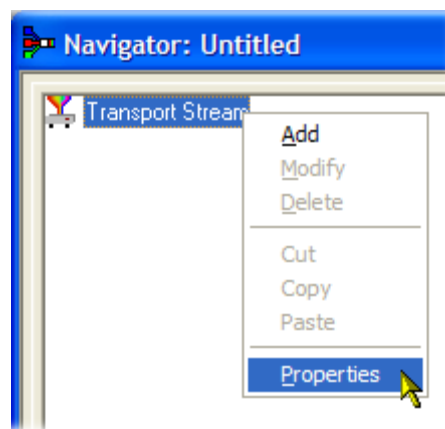 Navigator: Untitled
Transport Stream
Add
Modify
Delete
Cut
Copy
Paste
Properties